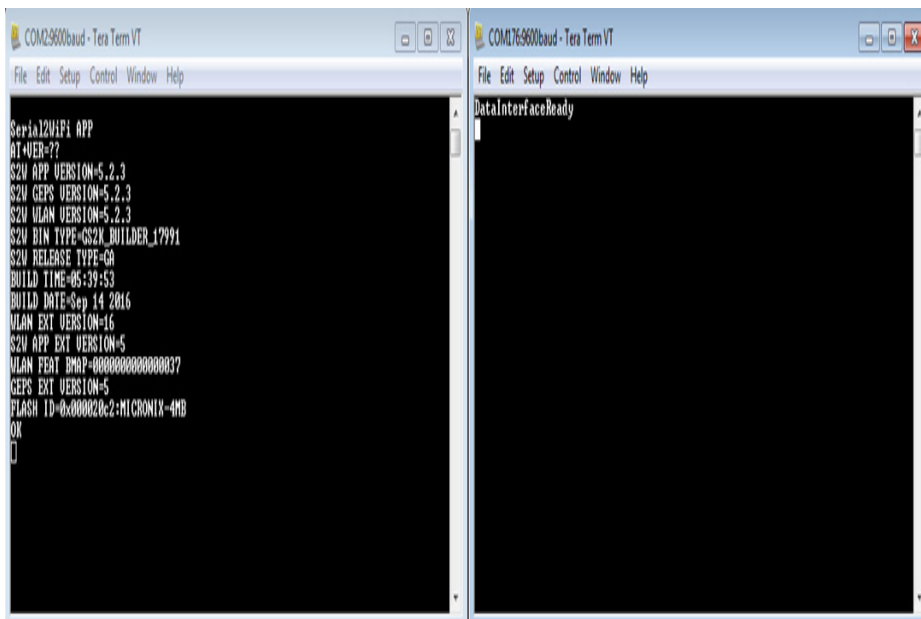 COM2:9600baud - Tera Term VT
File Edit Setup Control Window Help
Serial2WiFi APP
AT+VER=??
S2W APP VERSION=5.2.3
S2W GEPS VERSION=5.2.3
S2W WLAN VERSION=5.2.3
S2W BIN TYPE=GS2K_BUILDER_17991
S2W RELEASE TYPE=GA
BUILD TIME=05:39:53
BUILD DATE=Sep 14 2016
WLAN EXT VERSION=16
S2W APP EXT VERSION=5
WLAN FEAT BMAP=0000000000000037
GEPS EXT VERSION=5
FLASH ID=0x000020c2:MICRONIX=4MB
OK
COM176:9600baud - Tera Term VT
File Edit Setup Control Window Help
DataInterfaceReady